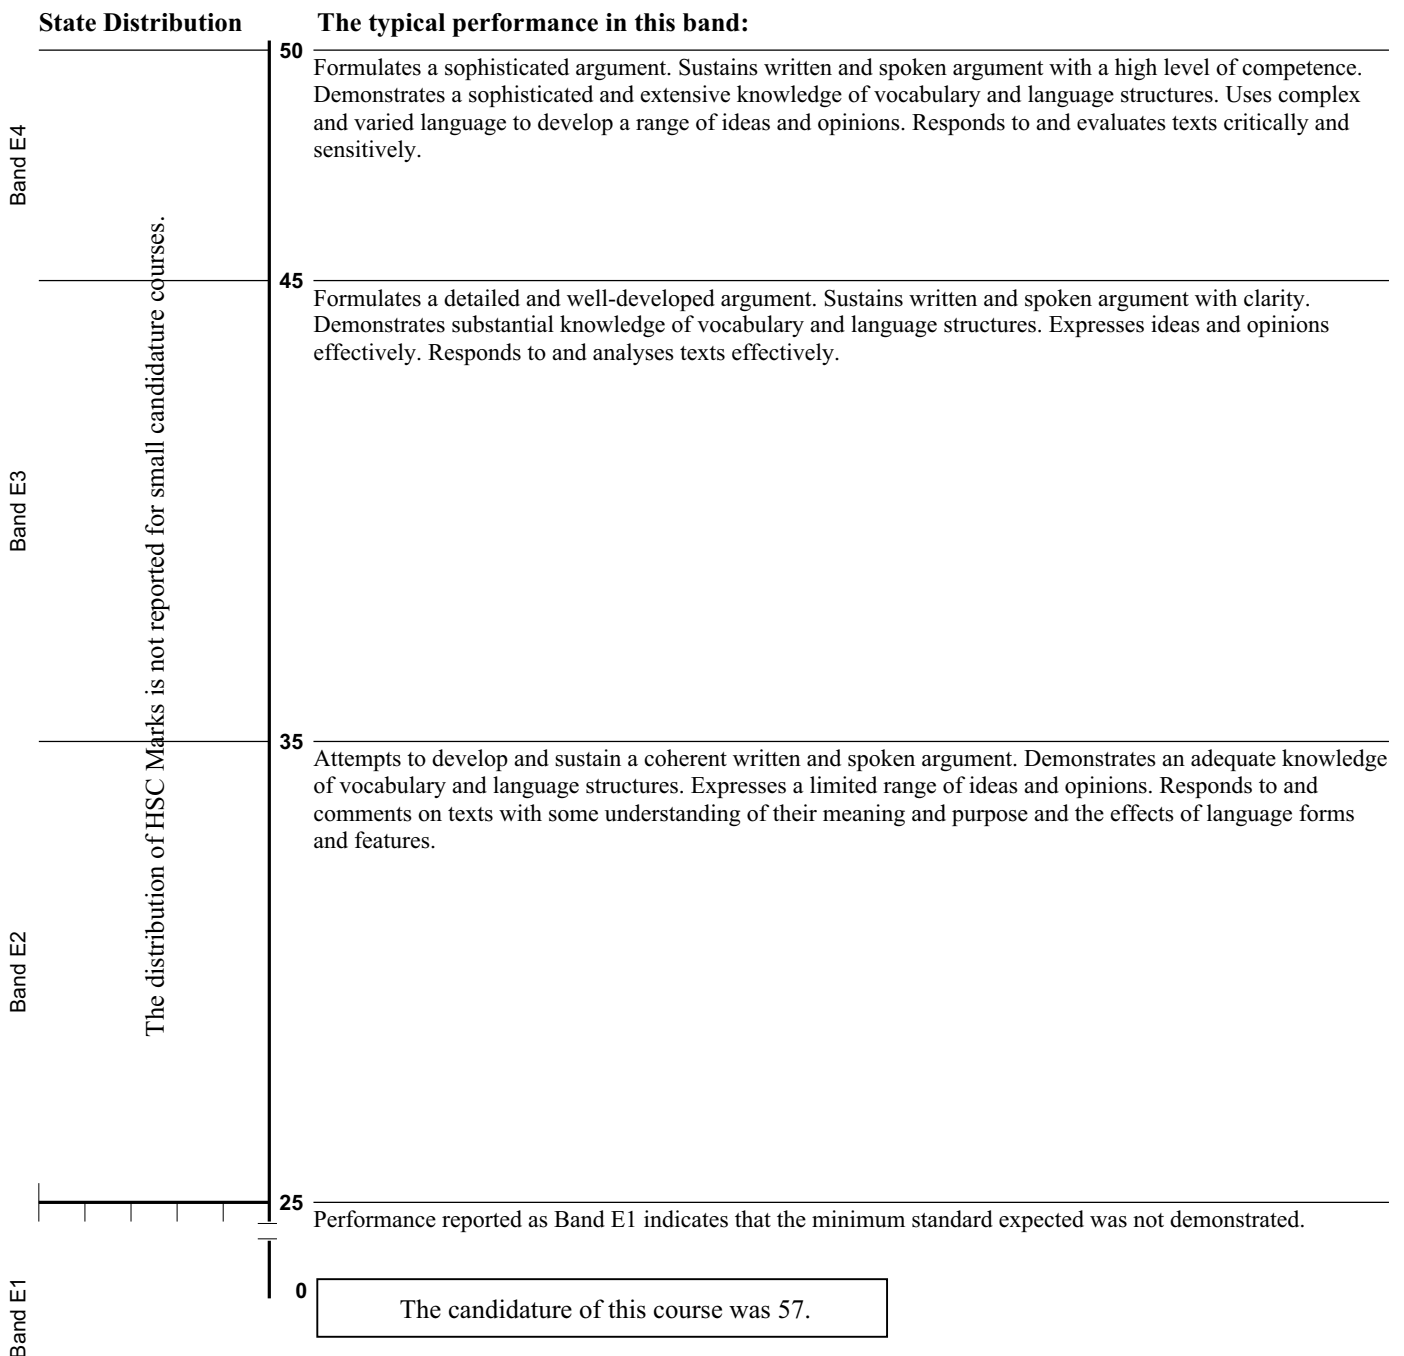 State Distribution
The typical performance in this band:
50
Formulates a sophisticated argument. Sustains written and spoken argument with a high level of competence.
Demonstrates a sophisticated and extensive knowledge of vocabulary and language structures. Uses complex
and varied language to develop a range of ideas and opinions. Responds to and evaluates texts critically and
sensitively.
Band E4
The distribution of HSC Marks is not reported for small candidature courses.
45
Formulates a detailed and well-developed argument. Sustains written and spoken argument with clarity.
Demonstrates substantial knowledge of vocabulary and language structures. Expresses ideas and opinions
effectively. Responds to and analyses texts effectively.
Band E3
35
Attempts to develop and sustain a coherent written and spoken argument. Demonstrates an adequate knowledge
of vocabulary and language structures. Expresses a limited range of ideas and opinions. Responds to and
comments on texts with some understanding of their meaning and purpose and the effects of language forms
and features.
Band E2
25
Performance reported as Band E1 indicates that the minimum standard expected was not demonstrated.
0
Band E1
The candidature of this course was 57.